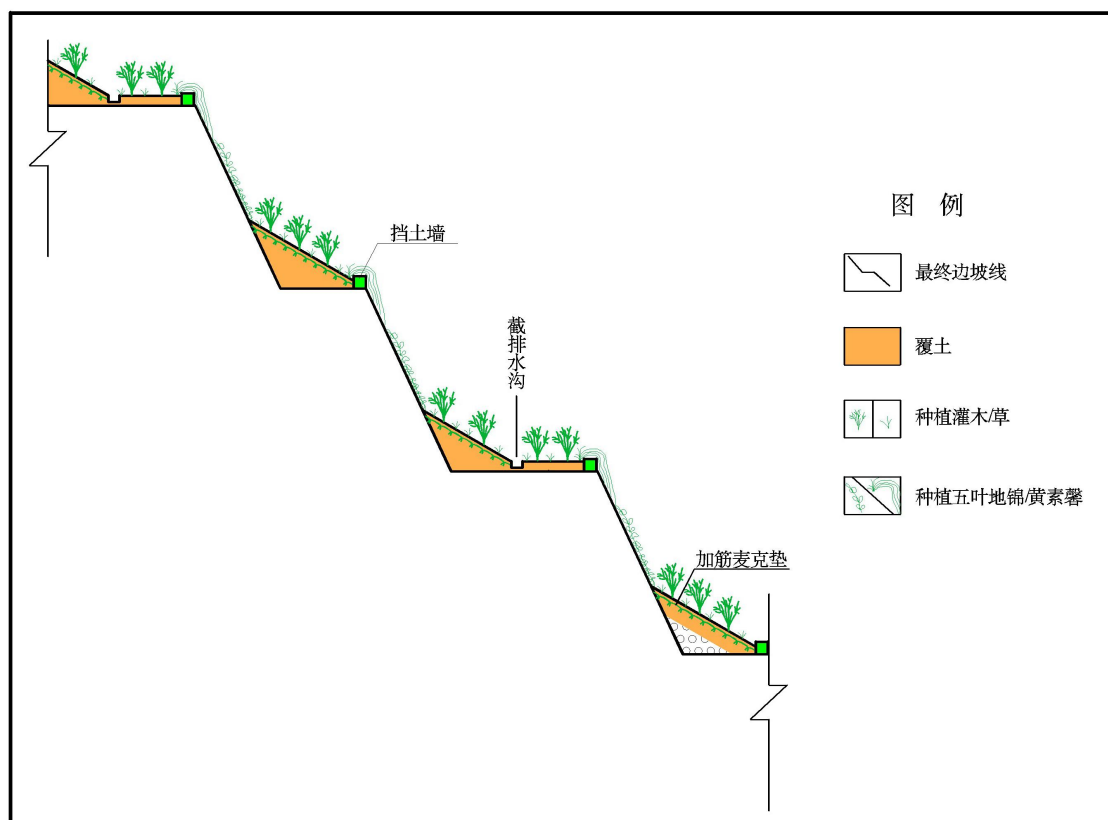 挡土墙
截排水沟
加筋麦克垫
图 例
最终边坡线
覆土
种植灌木/草
种植五叶地锦/黄素馨